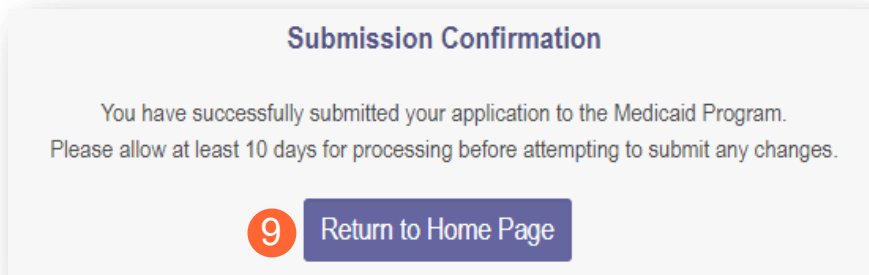 Submission Confirmation
You have successfully submitted your application to the Medicaid Program.
Please allow at least 10 days for processing before attempting to submit any changes.
9 Return to Home Page